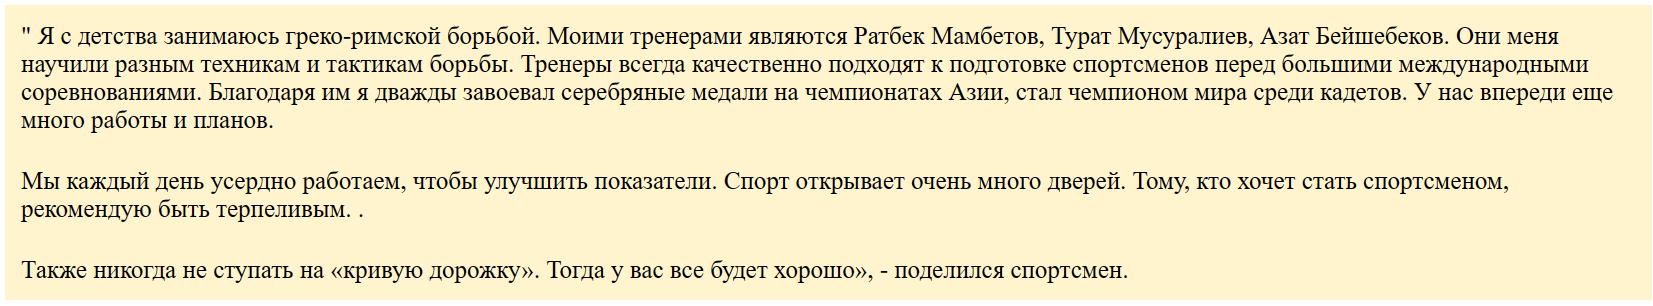 " Я с детства занимаюсь греко-римской борьбой. Моими тренерами являются Ратбек Мамбетов, Турат Мусуралиев, Азат Бейшебеков. Они меня
научили разным техникам и тактикам борьбы. Тренеры всегда качественно подходят к подготовке спортсменов перед большими международными
соревнованиями. Благодаря им я дважды завоевал серебряные медали на чемпионатах Азии, стал чемпионом мира среди кадетов. У нас впереди еще
много работы и планов.
Мы каждый день усердно работаем, чтобы улучшить показатели. Спорт открывает очень много дверей. Тому, кто хочет стать спортсменом,
рекомендую быть терпеливым. .
Также никогда не ступать на «кривую дорожку». Тогда у вас все будет хорошо», - поделился спортсмен.